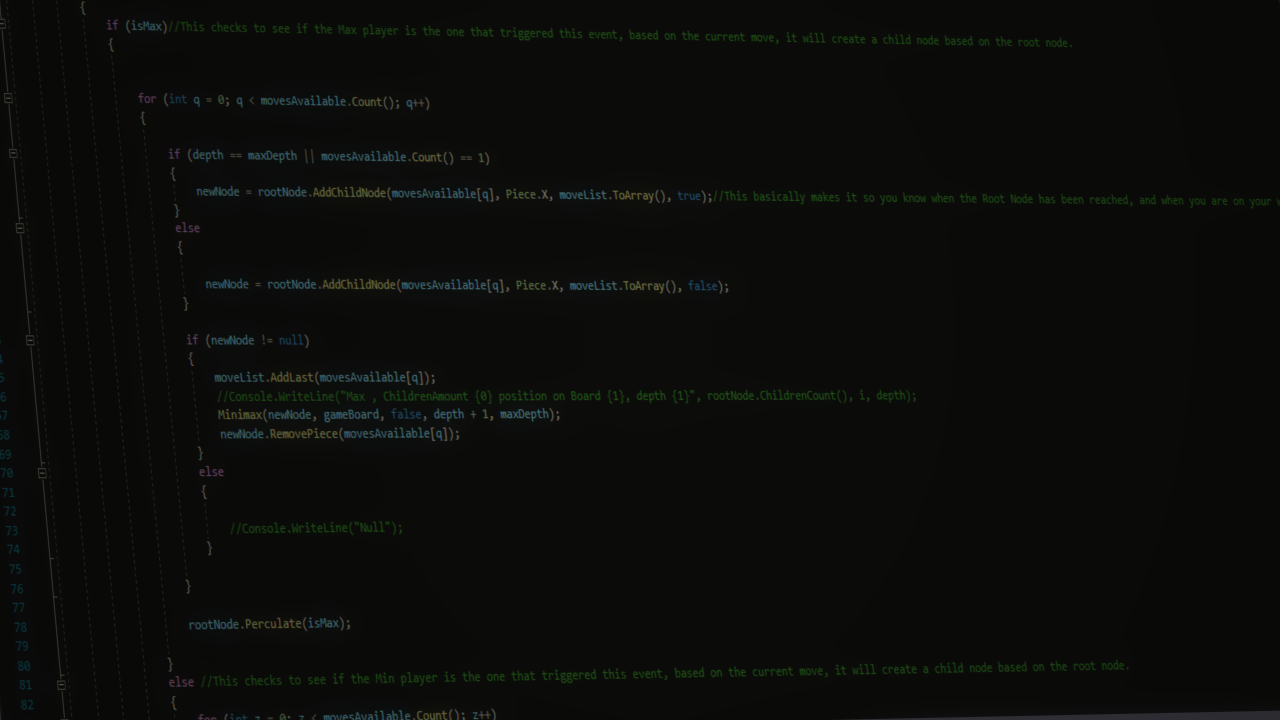 {
if (isMax)//This checks to see if the Max player is the one that triggered this event, based on the current move, it will create a child node based on the root node.
{
for (int q = 0; q < movesAvailable.Count(); q++)
{
if (depth == maxDepth || movesAvailable.Count() == 1)
{
newNode = rootNode.AddChildNode(movesAvailable[q], Piece.X, moveList.ToArray(), true);//This basically makes it so you know when the Root Node has been reached, and when you are on your
}
else
{
newNode = rootNode.AddChildNode(movesAvailable[q], Piece.X, moveList.ToArray(), false);
}
if (newNode != null)
{
moveList.AddLast(movesAvailable[q]);
//Console.WriteLine("Max , ChildrenAmount {0} position on Board {1}, depth {1}", rootNode.ChildrenCount(), i, depth);
Minimax(newNode, gameBoard, false, depth + 1, maxDepth);
68 newNode.RemovePiece(movesAvailable[q]);
69 }
70 else
71 {
72
73 //Console.WriteLine("Null");
74 }
75
76 }
77
78 rootNode.Perculate(isMax);
79
80 }
81 else //This checks to see if the Min player is the one that triggered this event, based on the current move, it will create a child node based on the root node.
82 {
for (int z = 0; z < movesAvailable.Count(); z++)